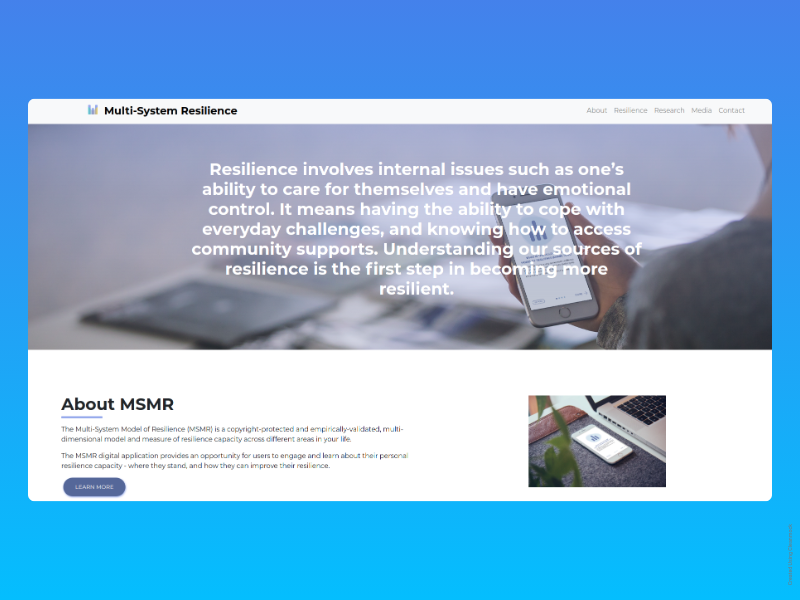 Multi-System Resilience
About Resilience Research Media Contact
Resilience involves internal issues such as one's
ability to care for themselves and have emotional
control. It means having the ability to cope with
everyday challenges, and knowing how to access
community supports. Understanding our sources of
resilience is the first step in becoming more
resilient.
About MSMR
The Multi-System Model of Resilience (MSMR) is a copyright-protected and empirically-validated, multi-
dimensional model and measure of resilience capacity across different areas in your life.
The MSMR digital application provides an opportunity for users to engage and learn about their personal
resilience capacity - where they stand, and how they can improve their resilience.
LEARN MORE